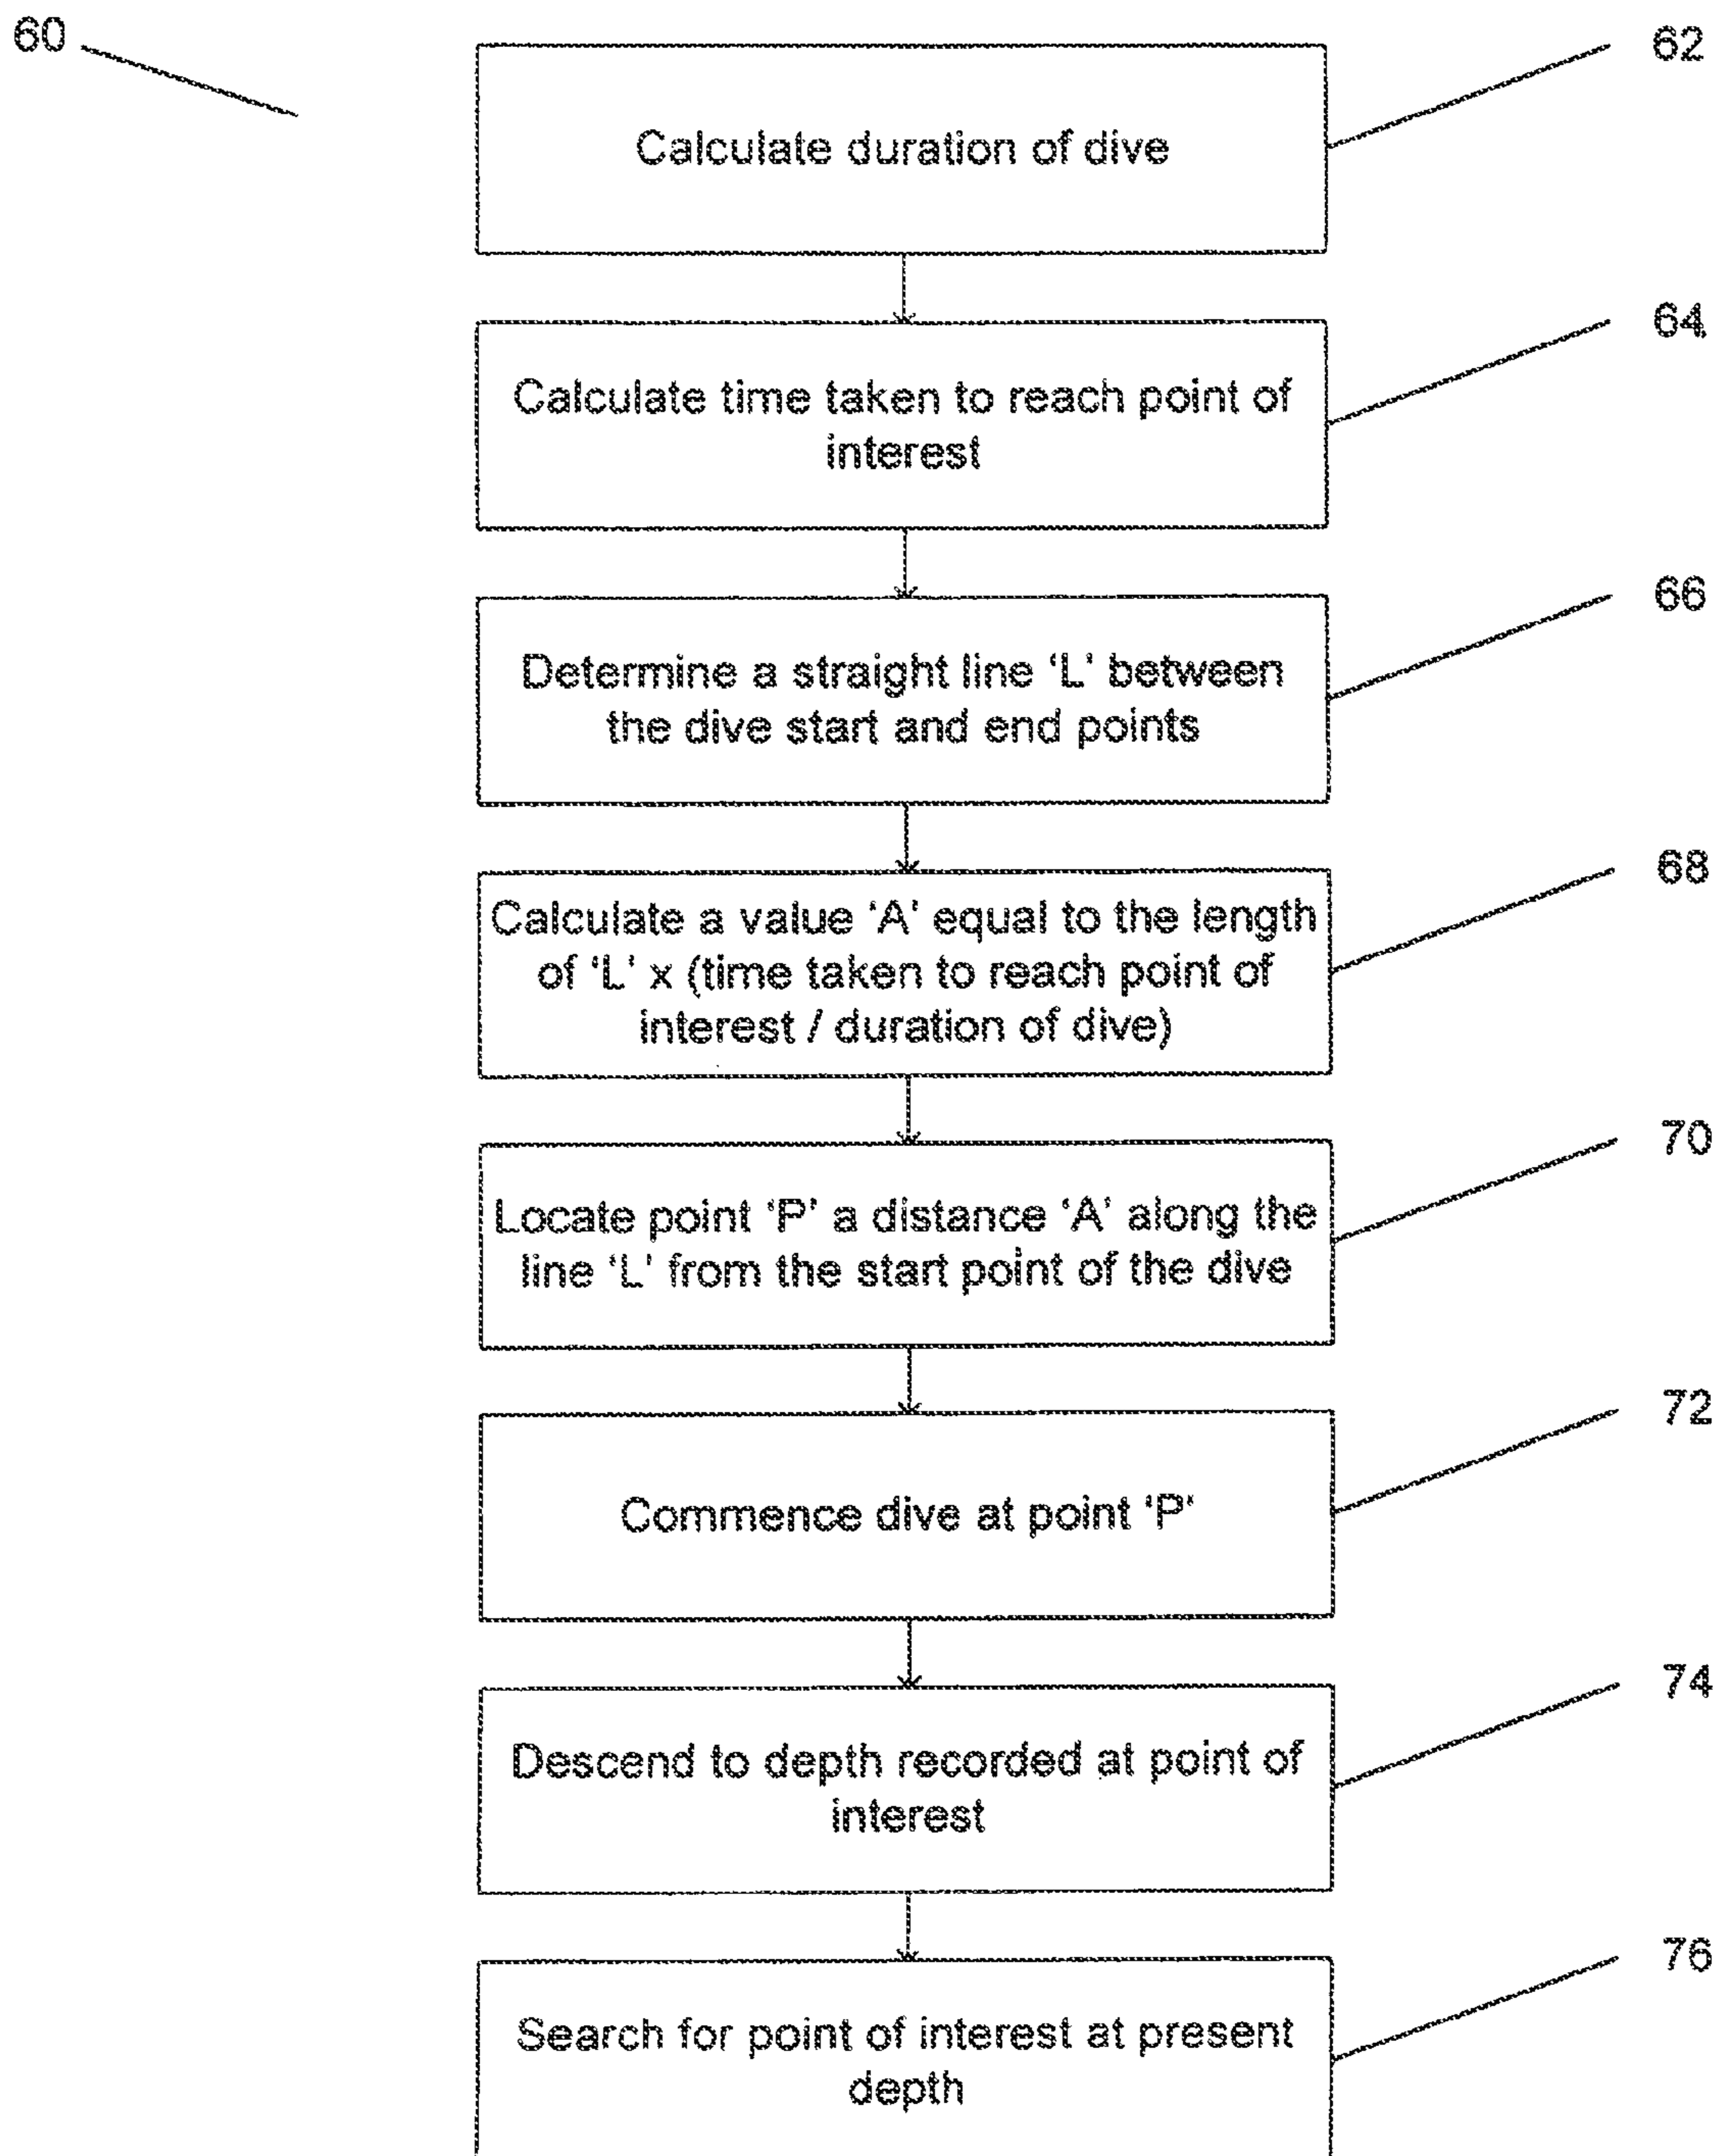 60
62
Calculate duration of dive
64
Calculate time taken to reach point of
interest
66
Determine a straight line ‘L’ between
the dive start and end points
68
Calculate a value ‘A’ equal to the length
of ‘L’ x (time taken to reach point of
interest / duration of dive)
70
Locate point ‘P’ a distance ‘A’ along the
line ‘L’ from the start point of the dive
72
Commence dive at point ‘P’
74
Descend to depth recorded at point of
interest
76
Search for point of interest at present
depth